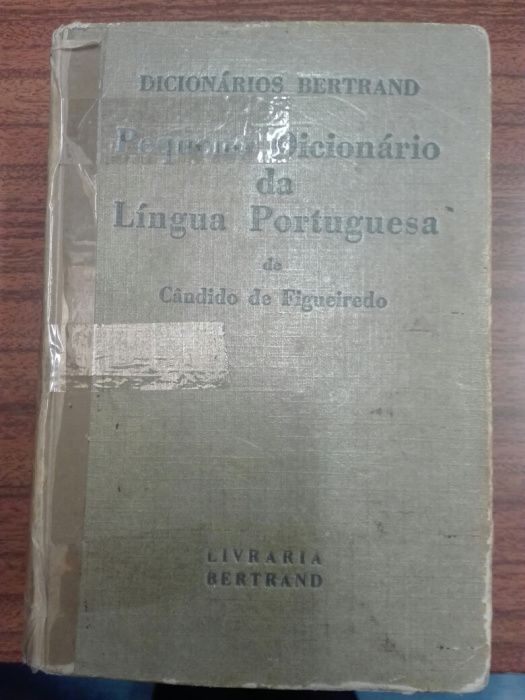 DICIONÁRIOS BERTRAND
Pequeno Dicionário
da
Língua Portuguesa
de
Cândido de Figueiredo
LIVRARIA
BERTRAND